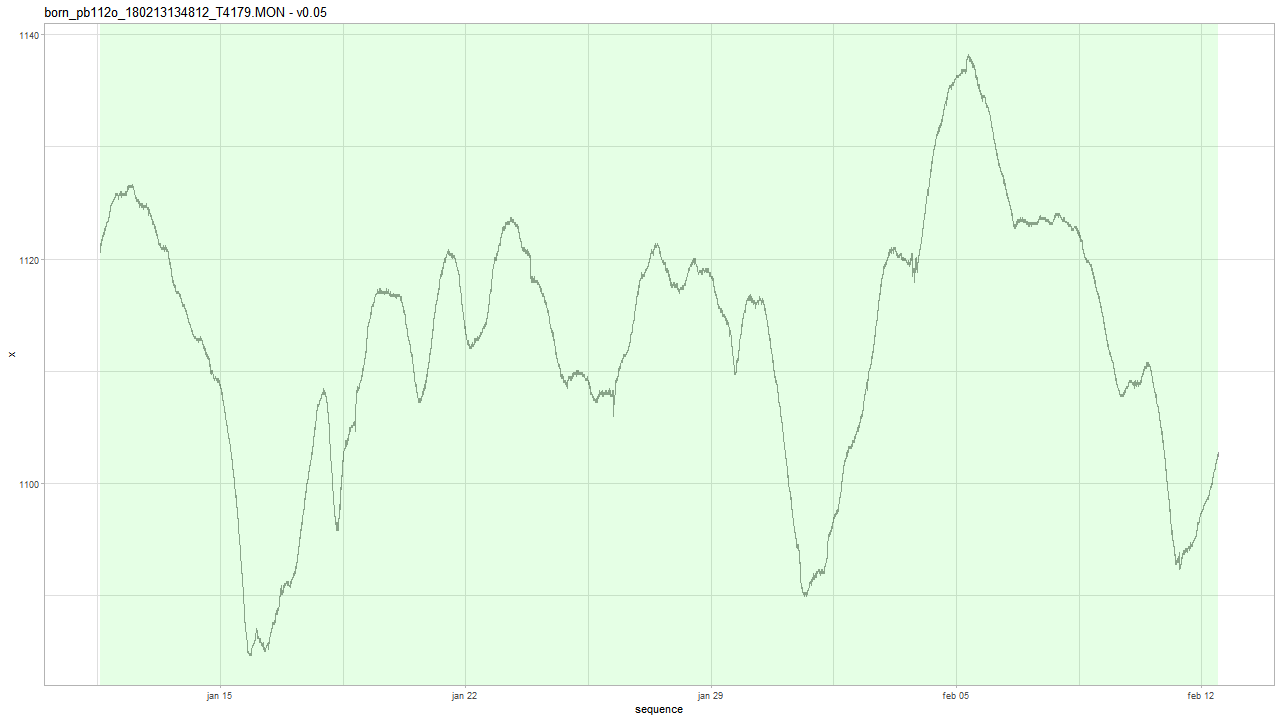 born_pb112o_180213134812_T4179.MON - v0.05
1140
1120
x
1100
jan 15 jan 22 jan 29 feb 05 feb 12
sequence